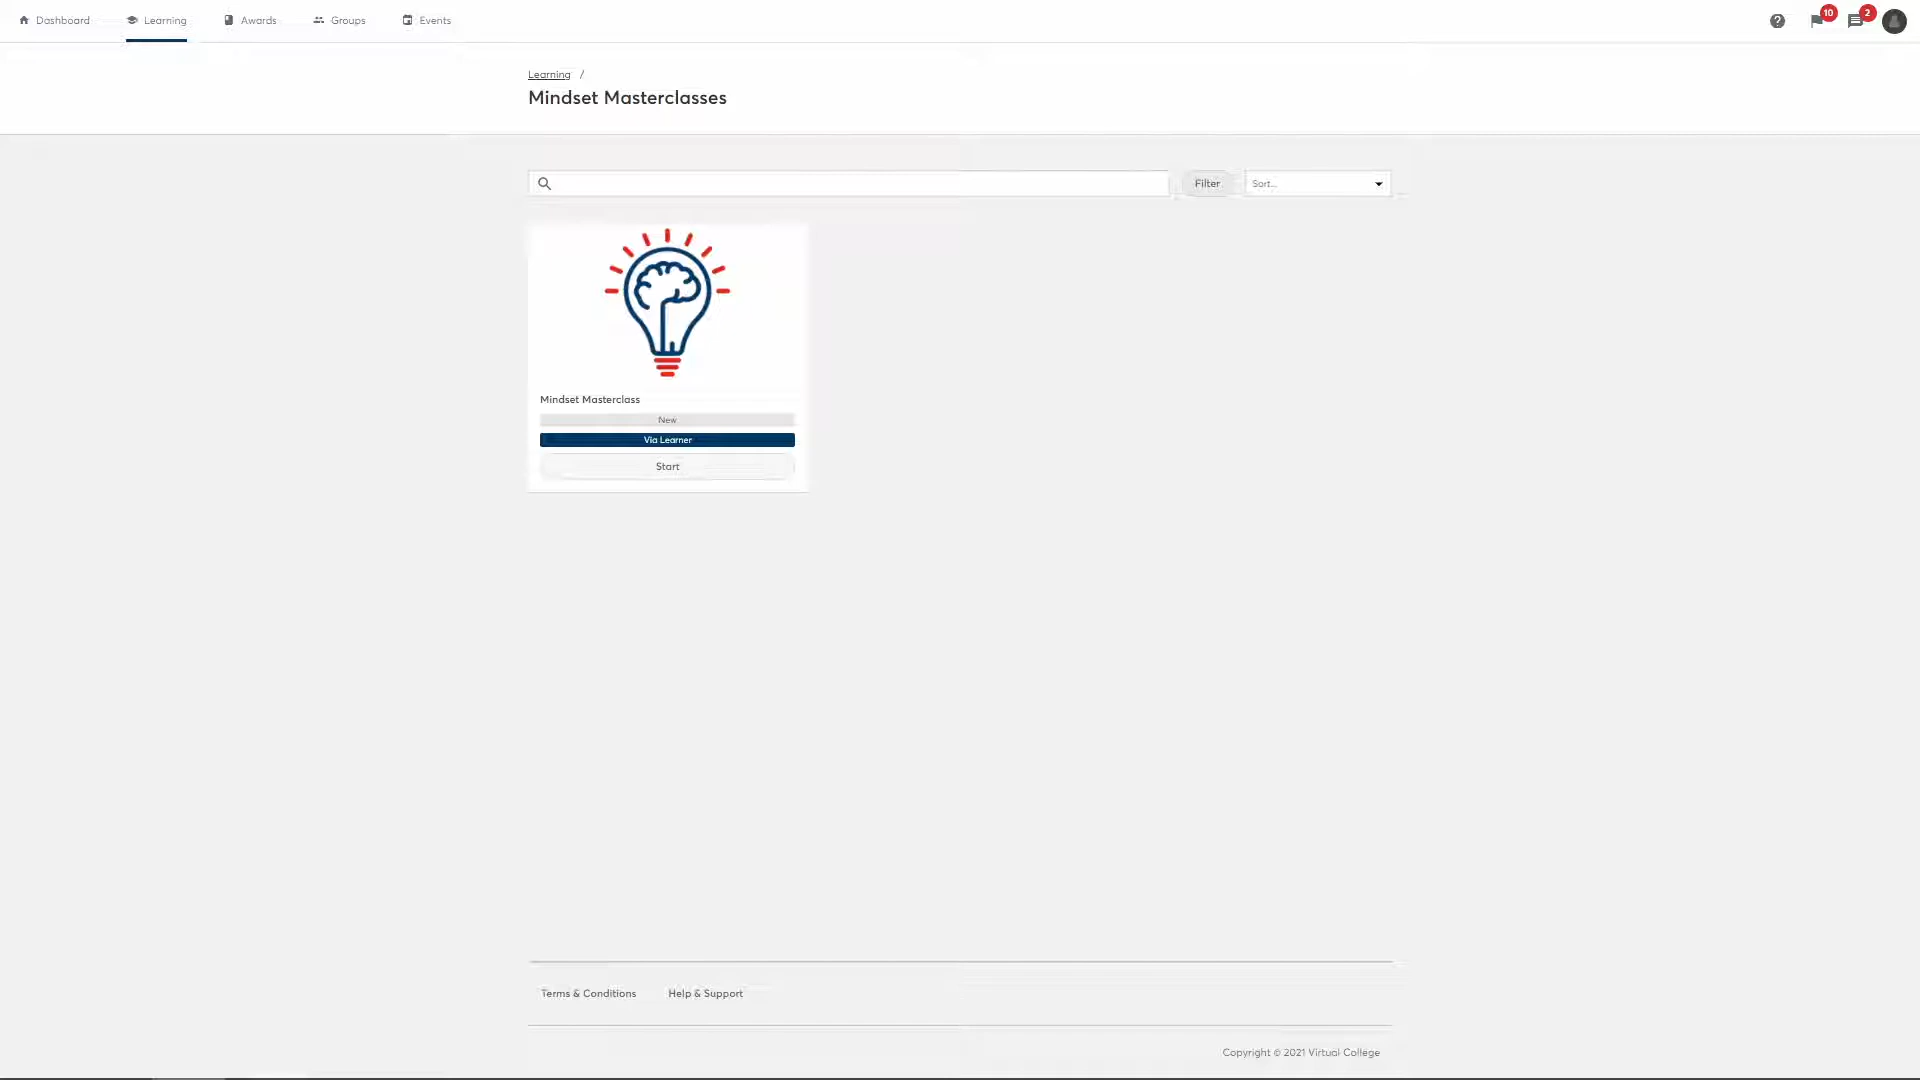 Dashboard Learning Awards Groups Events 10 2
Learning /
Mindset Masterclasses
Filter Sort...
Mindset Masterclass
New
Via Learner
Start
Terms & Conditions Help & Support
Copyright © 2021 Virtual College